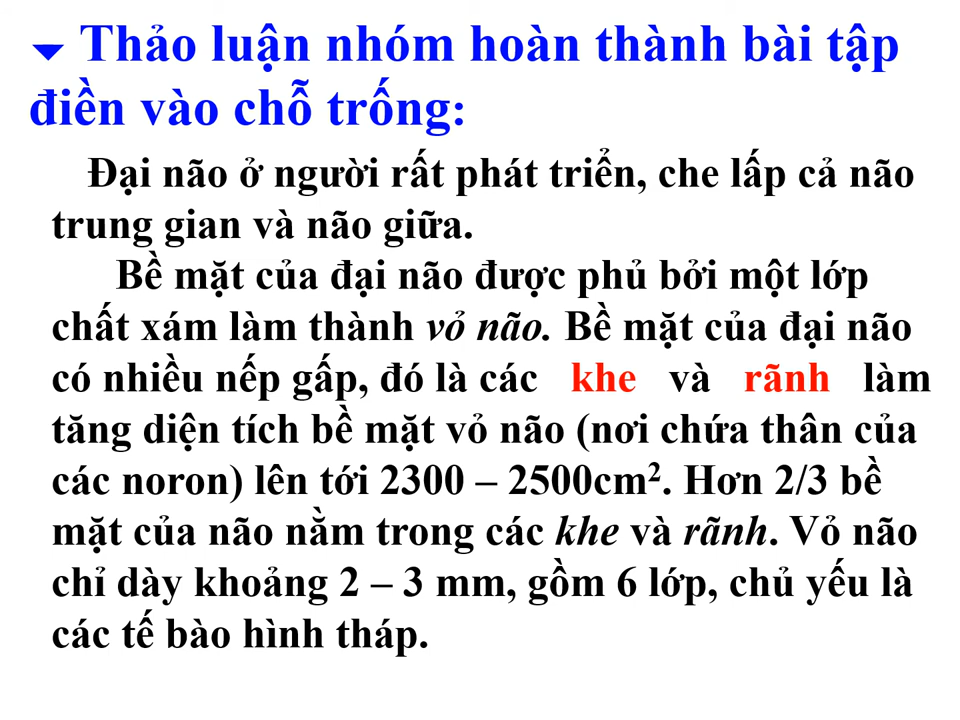 Thảo luận nhóm hoàn thành bài tập
điền vào chỗ trống:
Đại não ở người rất phát triển, che lấp cả não
trung gian và não giữa.
Bề mặt của đại não được phủ bởi một lớp
chất xám làm thành vỏ não. Bề mặt của đại não
có nhiều nếp gấp, đó là các khe và rãnh làm
tăng diện tích bề mặt vỏ não (nơi chứa thân của
các noron) lên tới 2300 – 2500cm². Hơn 2/3 bề
mặt của não nằm trong các khe và rãnh. Vỏ não
chỉ dày khoảng 2 – 3 mm, gồm 6 lớp, chủ yếu là
các tế bào hình tháp.